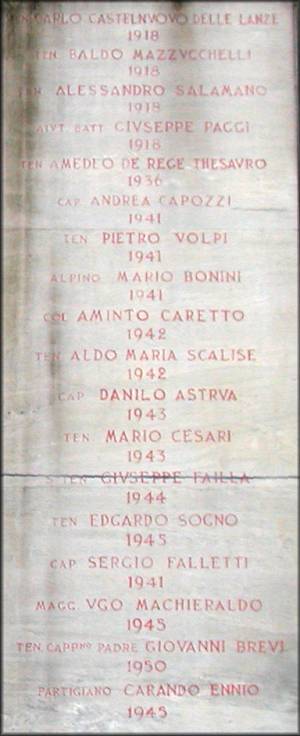 CARLO CASTELNVOVO DELLE LANZE
1918
TEN BALDO MAZZVCCHELLI
1918
TEN ALESSANDRO SALAMANO
1918
AIVT BATT GIVSEPPE PAGGI
1918
TEN AMEDEO DE REGE THESAVRO
1936
CAP ANDREA CAPOZZI
1941
TEN PIETRO VOLPI
1941
ALPINO MARIO BONINI
1941
COL AMINTO CARETTO
1942
TEN ALDO MARIA SCALISE
1942
CAP DANILO ASTRVA
1943
TEN MARIO CESARI
1943
S TEN GIVSEPPE FAILLA
1944
TEN EDGARDO SOGNO
1945
CAP SERGIO FALLETTI
1941
MAGG VGO MACHIERALDO
1945
TEN. CAPPNO PADRE GIOVANNI BREVI
1950
PARTIGIANO CARANDO ENNIO
1945